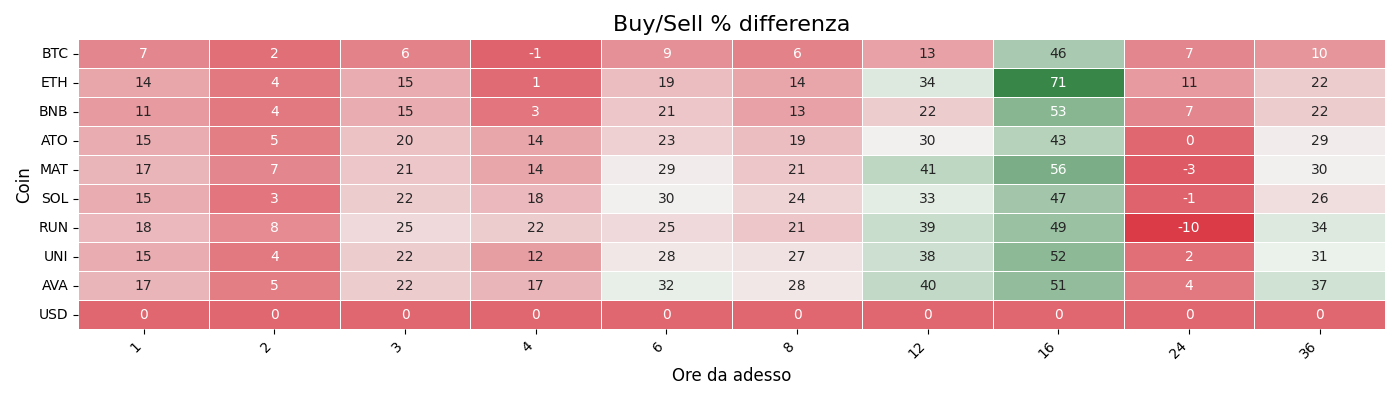 Buy/Sell % differenza
BTC 7 2 6 -1 9 6 13 46 7 10
ETH 14 4 15 1 19 14 34 71 11 22
BNB 11 4 15 3 21 13 22 53 7 22
ATO 15 5 20 14 23 19 30 43 0 29
MAT 17 7 21 14 29 21 41 56 -3 30
SOL 15 3 22 18 30 24 33 47 -1 26
RUN 18 8 25 22 25 21 39 49 -10 34
UNI 15 4 22 12 28 27 38 52 2 31
AVA 17 5 22 17 32 28 40 51 4 37
USD 0 0 0 0 0 0 0 0 0 0
Coin
1 2 3 4 6 8 12 16 24 36
Ore da adesso